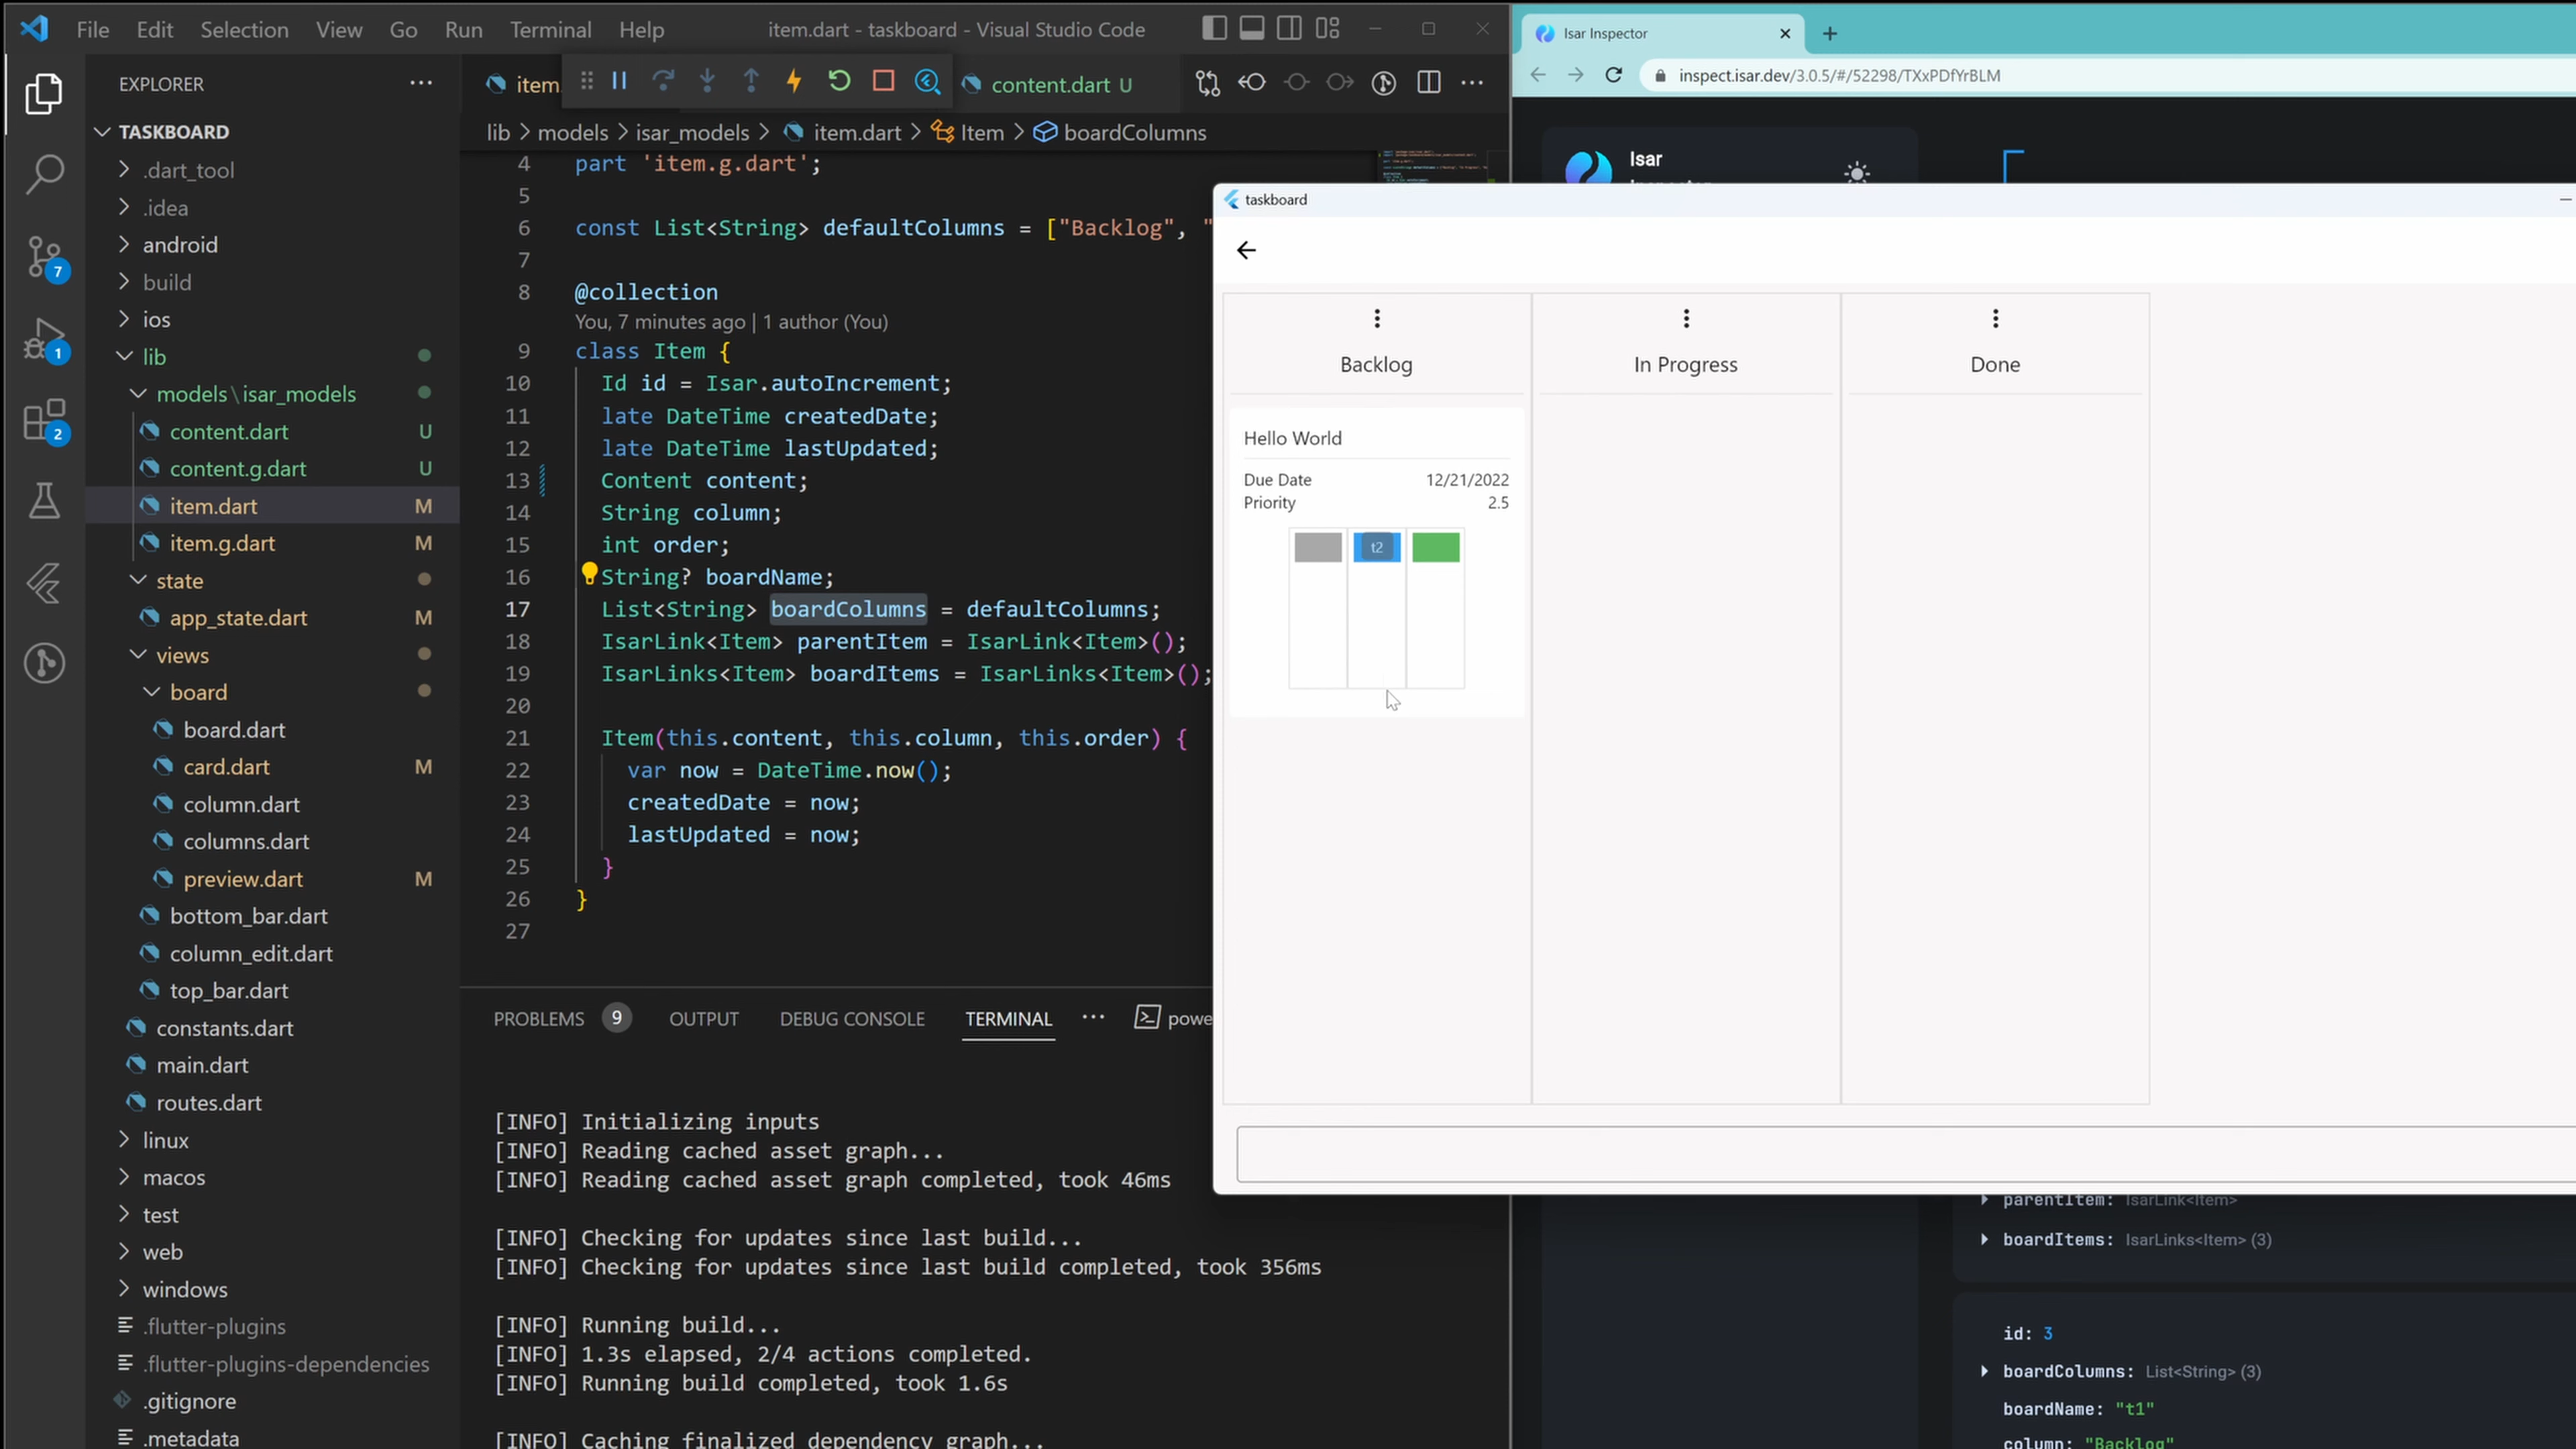 File Edit Selection View Go Run Terminal Help
item.dart - taskboard - Visual Studio Code
EXPLORER
TASKBOARD
.dart_tool
.idea
android
build
ios
lib
models\isar_models
content.dart U
content.g.dart U
item.dart M
item.g.dart M
state
app_state.dart M
views
board
board.dart
card.dart M
column.dart
columns.dart
preview.dart M
bottom_bar.dart
column_edit.dart
top_bar.dart
constants.dart
main.dart
routes.dart
linux
macos
test
web
windows
.flutter-plugins
.flutter-plugins-dependencies
.gitignore
.metadata
7
1
2
item.
content.dart U
lib > models > isar_models > item.dart > Item > boardColumns
4 part 'item.g.dart';
5
6 const List<String> defaultColumns = ["Backlog", "
7
8 @collection
You, 7 minutes ago | 1 author (You)
9 class Item {
10 Id id = Isar.autoIncrement;
11 late DateTime createdDate;
12 late DateTime lastUpdated;
13 Content content;
14 String column;
15 int order;
16 String? boardName;
17 List<String> boardColumns = defaultColumns;
18 IsarLink<Item> parentItem = IsarLink<Item>();
19 IsarLinks<Item> boardItems = IsarLinks<Item>();
20
21 Item(this.content, this.column, this.order) {
22 var now = DateTime.now();
23 createdDate = now;
24 lastUpdated = now;
25 }
26 }
27
PROBLEMS 9 OUTPUT DEBUG CONSOLE TERMINAL powe
[INFO] Initializing inputs
[INFO] Reading cached asset graph...
[INFO] Reading cached asset graph completed, took 46ms
[INFO] Checking for updates since last build...
[INFO] Checking for updates since last build completed, took 356ms
[INFO] Running build...
[INFO] 1.3s elapsed, 2/4 actions completed.
[INFO] Running build completed, took 1.6s
[INFO] Caching finalized dependency graph...
Isar Inspector
inspect.isar.dev/3.0.5/#/52298/TXxPDfYrBLM
Isar
taskboard
Backlog
In Progress
Done
Hello World
Due Date 12/21/2022
Priority 2.5
t2
parentItem: IsarLink<Item>
boardItems: IsarLinks<Item> (3)
id: 3
boardColumns: List<String> (3)
boardName: "t1"
column: "Backlog"